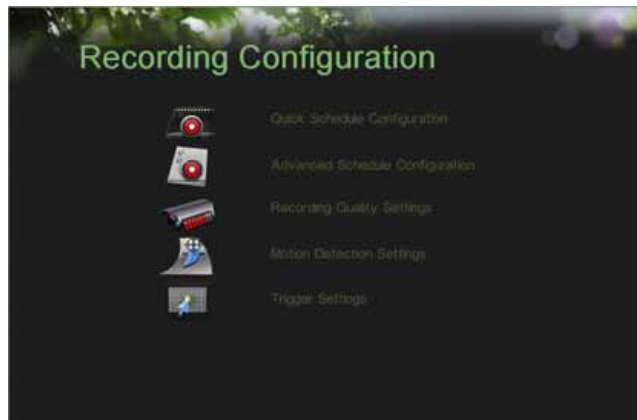 Recording Configuration
Quick Schedule Configuration
Advanced Schedule Configuration
Recording Quality Settings
Motion Detection Settings
Trigger Settings